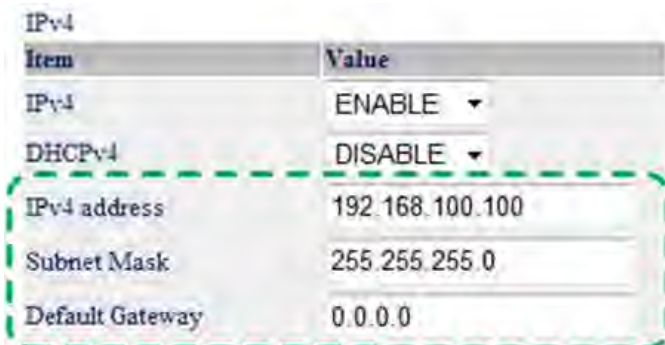 IPv4
Item Value
IPv4 ENABLE
DHCPv4 DISABLE
IPv4 address 192.168.100.100
Subnet Mask 255.255.255.0
Default Gateway 0.0.0.0